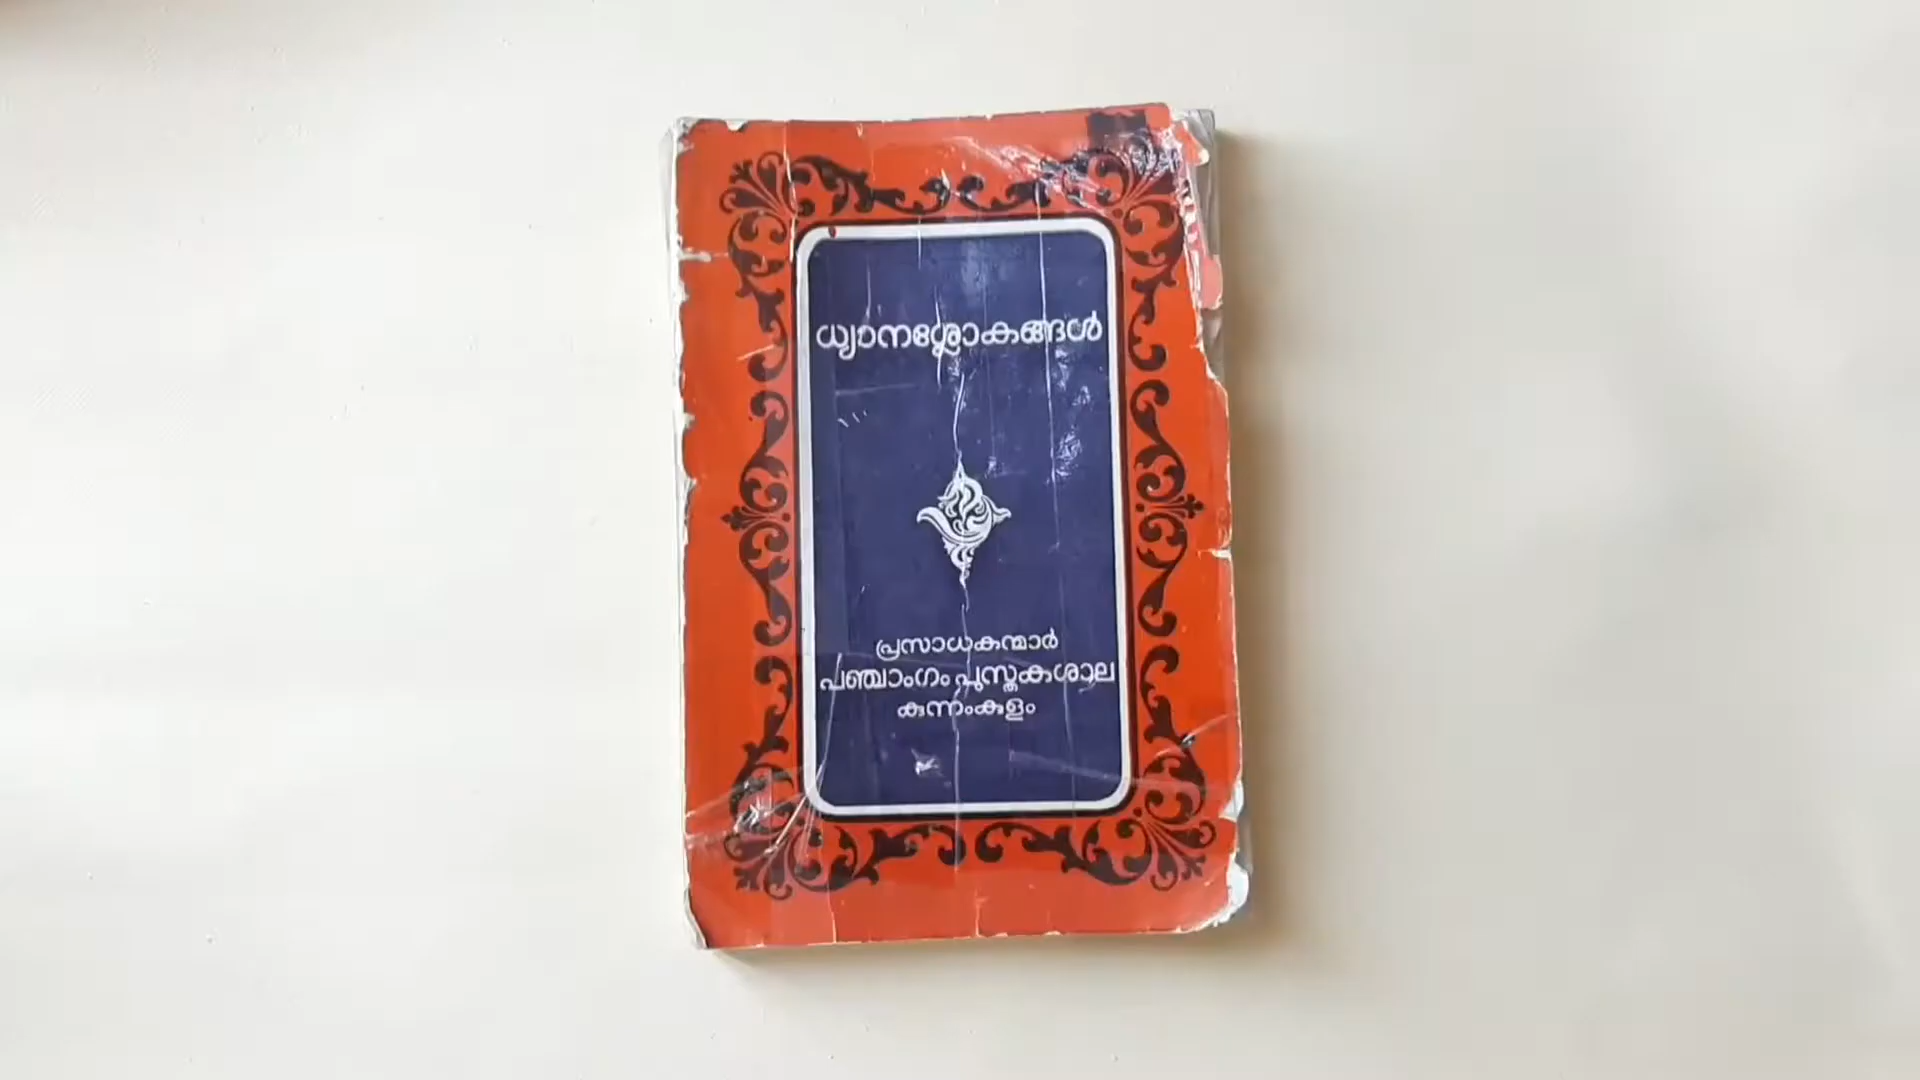 ധ്യാനശ്ലോകങ്ങൾ
പ്രസാധകന്മാർ
പഞ്ചാംഗം പുസ്തകശാല
കുന്നംകുളം